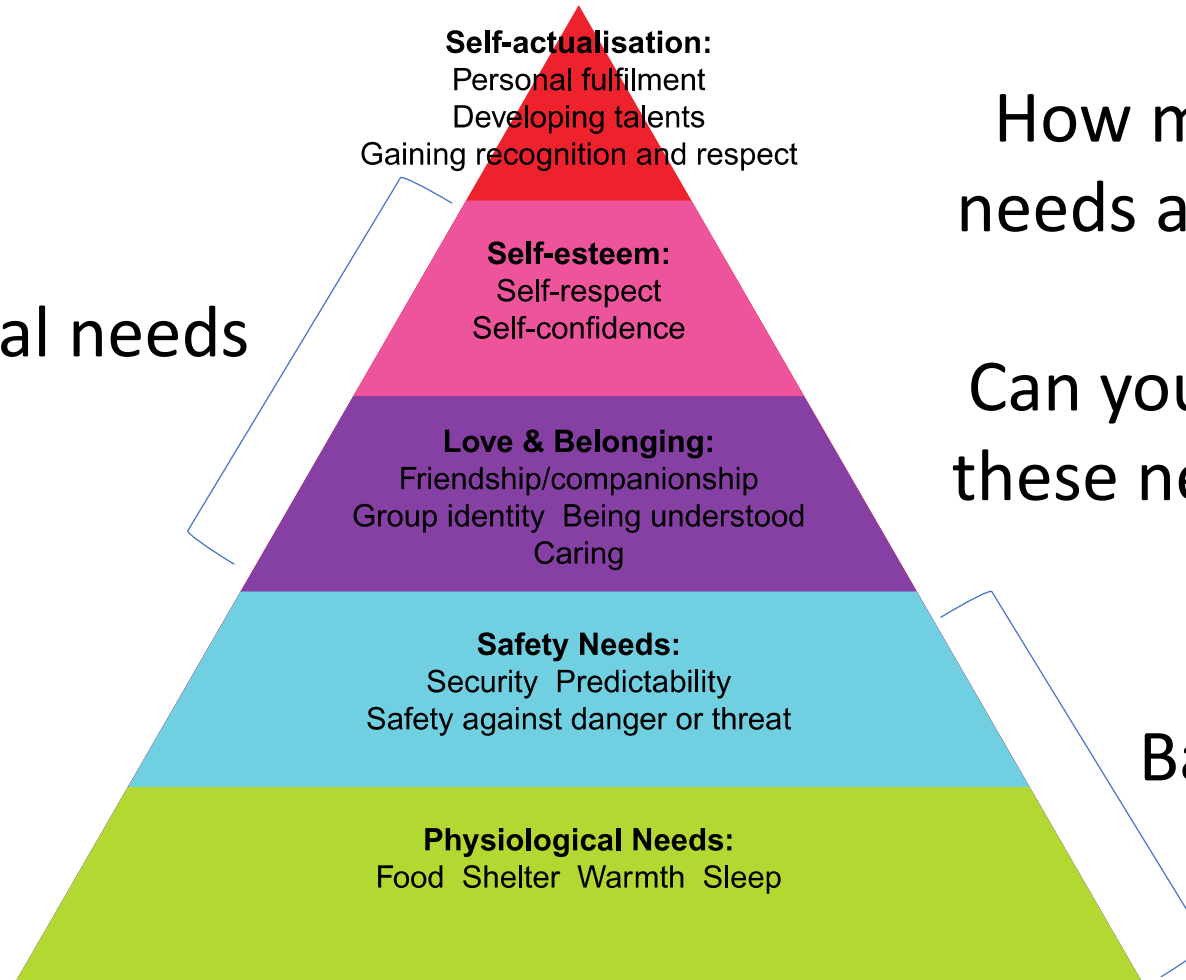 Self-actualisation:
Personal fulfilment
Developing talents
Gaining recognition and respect
Self-esteem:
Self-respect
Self-confidence
Love & Belonging:
Friendship/companionship
Group identity  Being understood
Caring
Safety Needs:
Security  Predictability
Safety against danger or threat
Physiological Needs:
Food  Shelter  Warmth  Sleep
al needs
How
needs a
Can you
these